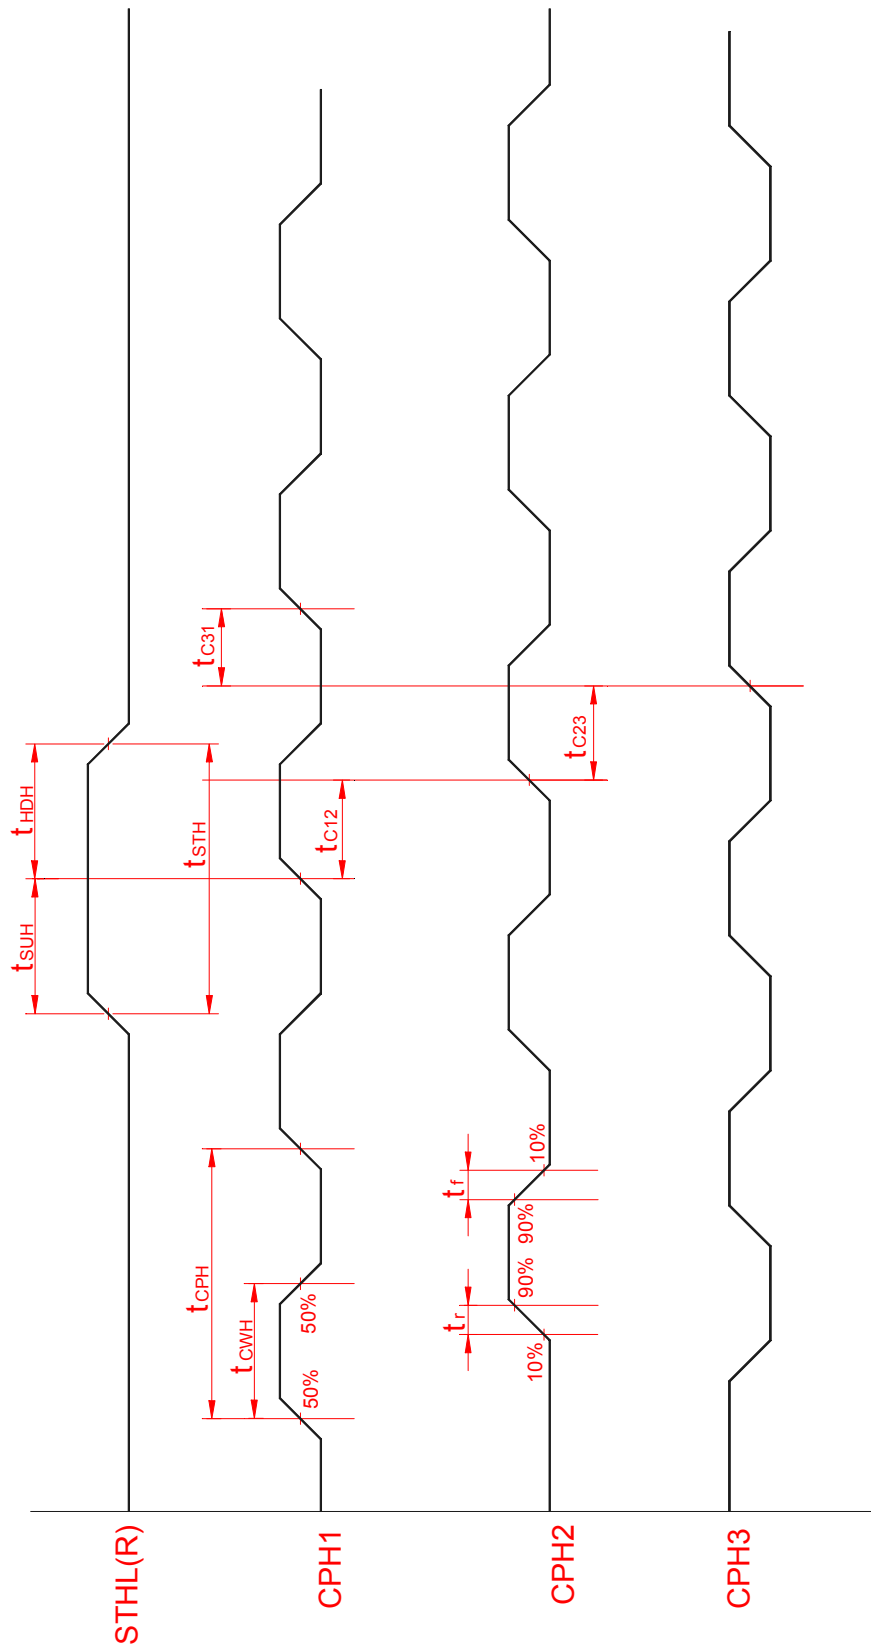 STHL(R)
tSUH
tHDH
tSTH
CPH1
tCPH
tCWH
50%
50%
tC12
tC31
CPH2
tr
tf
10%
90%
90%
10%
tC23
CPH3